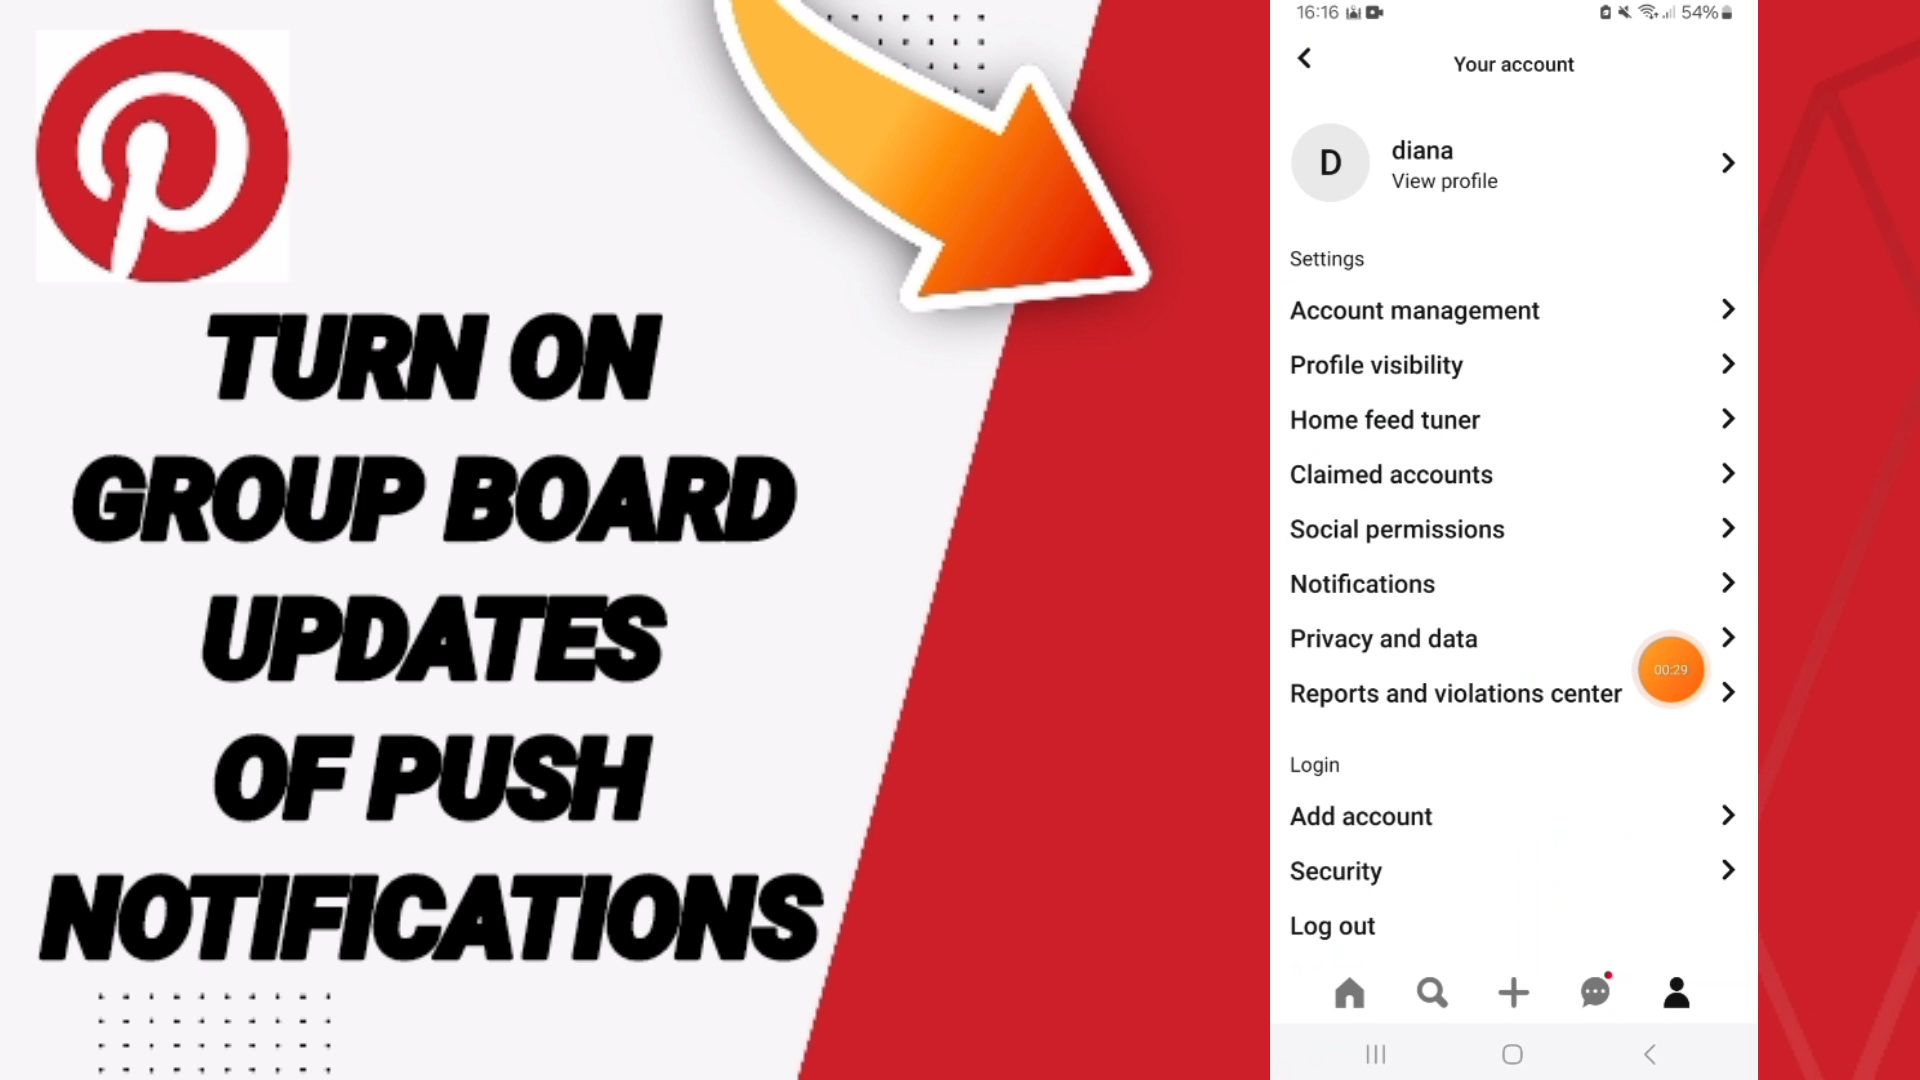 TURN ON
GROUP BOARD
UPDATES
OF PUSH
NOTIFICATIONS
16:16
54%
Your account
D
diana
View profile
Settings
Account management
Profile visibility
Home feed tuner
Claimed accounts
Social permissions
Notifications
Privacy and data
00:29
Reports and violations center
Login
Add account
Security
Log out